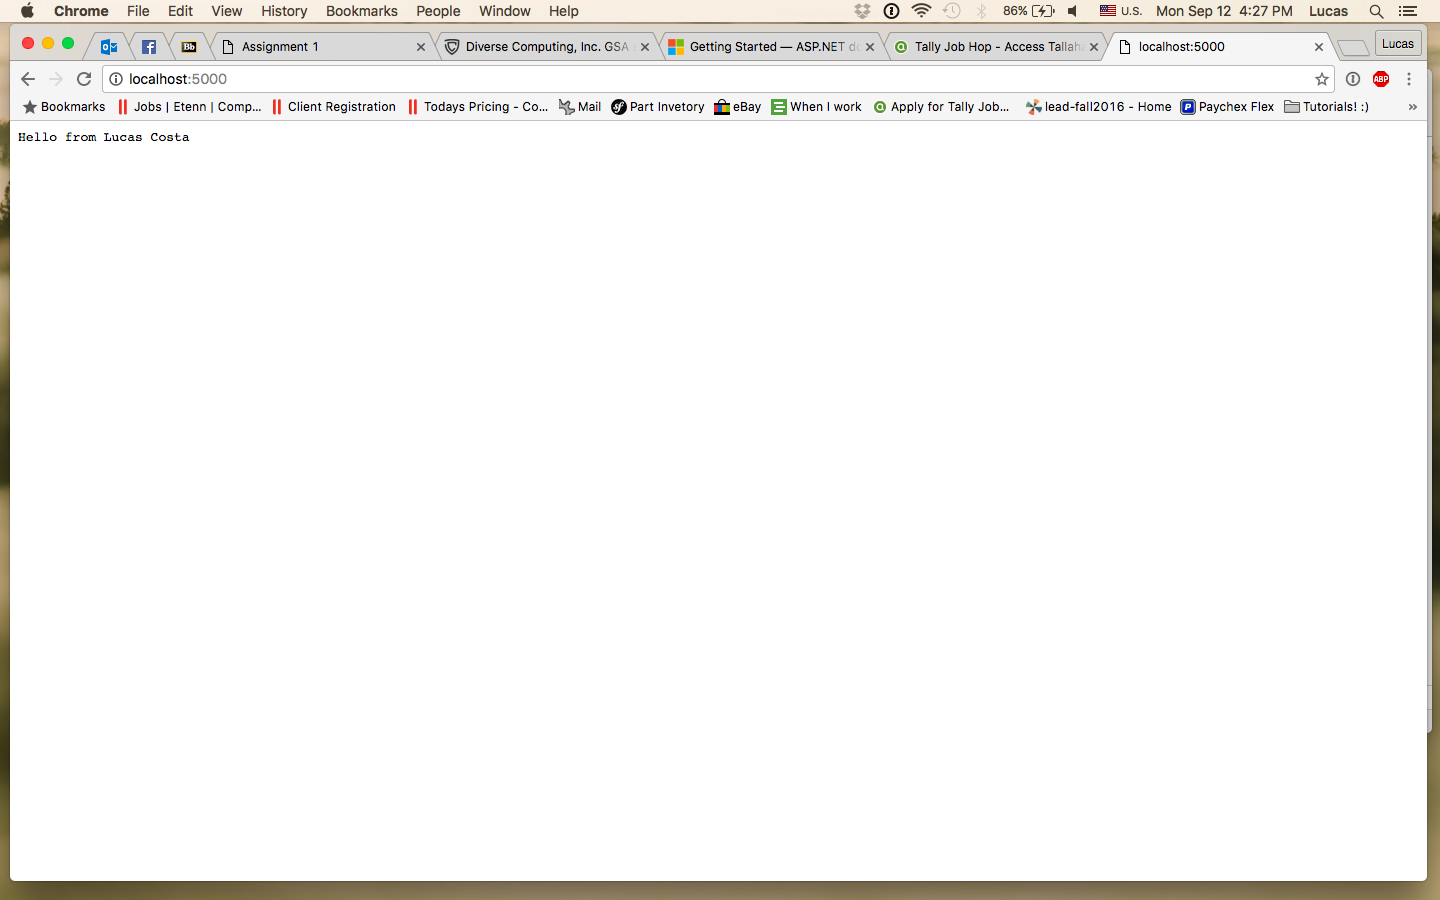 Chrome File Edit View History Bookmarks People Window Help 86% U.S. Mon Sep 12 4:27 PM Lucas
Bb Assignment 1 Diverse Computing, Inc. GSA Getting Started — ASP.NET Tally Job Hop - Access Tallah localhost:5000 Lucas
localhost:5000 ABP
Bookmarks Jobs | Etenn | Comp... Client Registration Todays Pricing - Co... Mail Part Invetory eBay When I work Apply for Tally Job... lead-fall2016 - Home Paychex Flex Tutorials! :) »
Hello from Lucas Costa